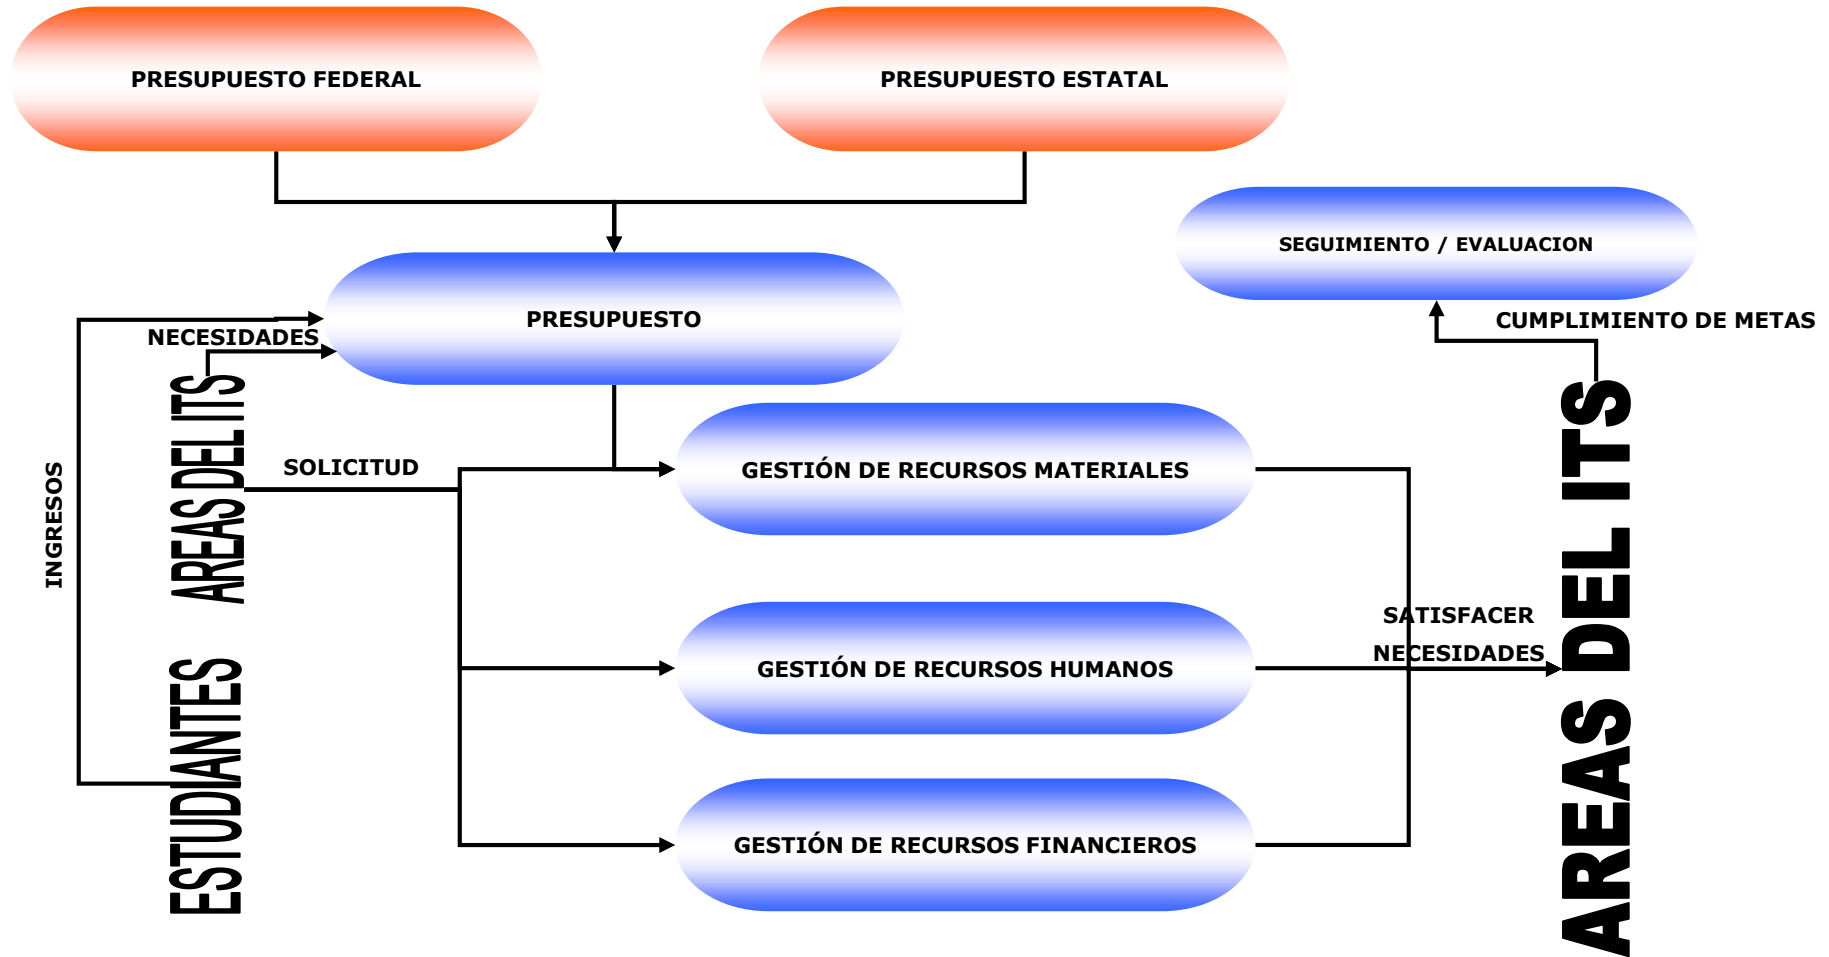 PRESUPUESTO FEDERAL
PRESUPUESTO ESTATAL
SEGUIMIENTO / EVALUACION
PRESUPUESTO
CUMPLIMIENTO DE METAS
NECESIDADES
INGRESOS
AREAS DEL ITS
ESTUDIANTES
SOLICITUD
GESTIÓN DE RECURSOS MATERIALES
GESTIÓN DE RECURSOS HUMANOS
GESTIÓN DE RECURSOS FINANCIEROS
SATISFACER
NECESIDADES
AREAS DEL ITS